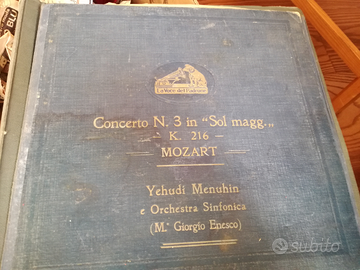 La Voce del Padrone
Concerto N. 3 in "Sol magg.„
- K. 216 -
MOZART
Yehudi Menuhin
e Orchestra Sinfonica
(M.° Giorgio Enesco)
subito